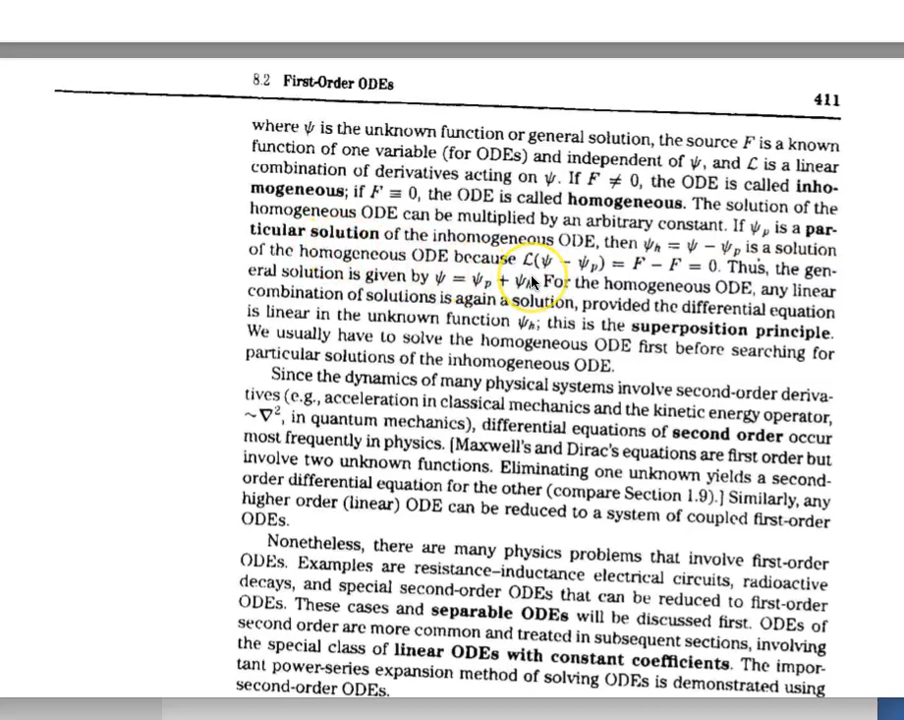 8.2 First-Order ODEs
411
where ψ is the unknown function or general solution, the source F is a known
function of one variable (for ODEs) and independent of ψ, and ℒ is a linear
combination of derivatives acting on ψ. If F ≠ 0, the ODE is called inho-
mogeneous; if F ≡ 0, the ODE is called homogeneous. The solution of the
homogeneous ODE can be multiplied by an arbitrary constant. If ψp is a par-
ticular solution of the inhomogeneous ODE, then ψh = ψ − ψp is a solution
of the homogeneous ODE because ℒ(ψ − ψp) = F − F = 0. Thus, the gen-
eral solution is given by ψ = ψp + ψh. For the homogeneous ODE, any linear
combination of solutions is again a solution, provided the differential equation
is linear in the unknown function ψh; this is the superposition principle.
We usually have to solve the homogeneous ODE first before searching for
particular solutions of the inhomogeneous ODE.
Since the dynamics of many physical systems involve second-order deriva-
tives (e.g., acceleration in classical mechanics and the kinetic energy operator,
~∇², in quantum mechanics), differential equations of second order occur
most frequently in physics. [Maxwell's and Dirac's equations are first order but
involve two unknown functions. Eliminating one unknown yields a second-
order differential equation for the other (compare Section 1.9).] Similarly, any
higher order (linear) ODE can be reduced to a system of coupled first-order
ODEs.
Nonetheless, there are many physics problems that involve first-order
ODEs. Examples are resistance–inductance electrical circuits, radioactive
decays, and special second-order ODEs that can be reduced to first-order
ODEs. These cases and separable ODEs will be discussed first. ODEs of
second order are more common and treated in subsequent sections, involving
the special class of linear ODEs with constant coefficients. The impor-
tant power-series expansion method of solving ODEs is demonstrated using
second-order ODEs.